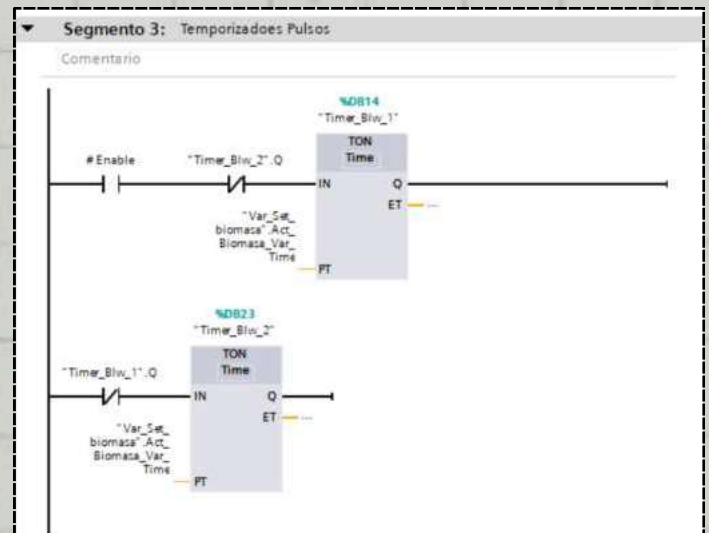 Segmento 3: Temporizadoes Pulsos
Comentario
%DB14
"Timer_Blw_1"
TON
Time
#Enable
"Timer_Blw_2".Q
IN
Q
ET
...
"Var_Set_
biomasa".Act_
Biomasa_Var_
Time
PT
%DB23
"Timer_Blw_2"
TON
Time
"Timer_Blw_1".Q
IN
Q
ET
...
"Var_Set_
biomasa".Act_
Biomasa_Var_
Time
PT